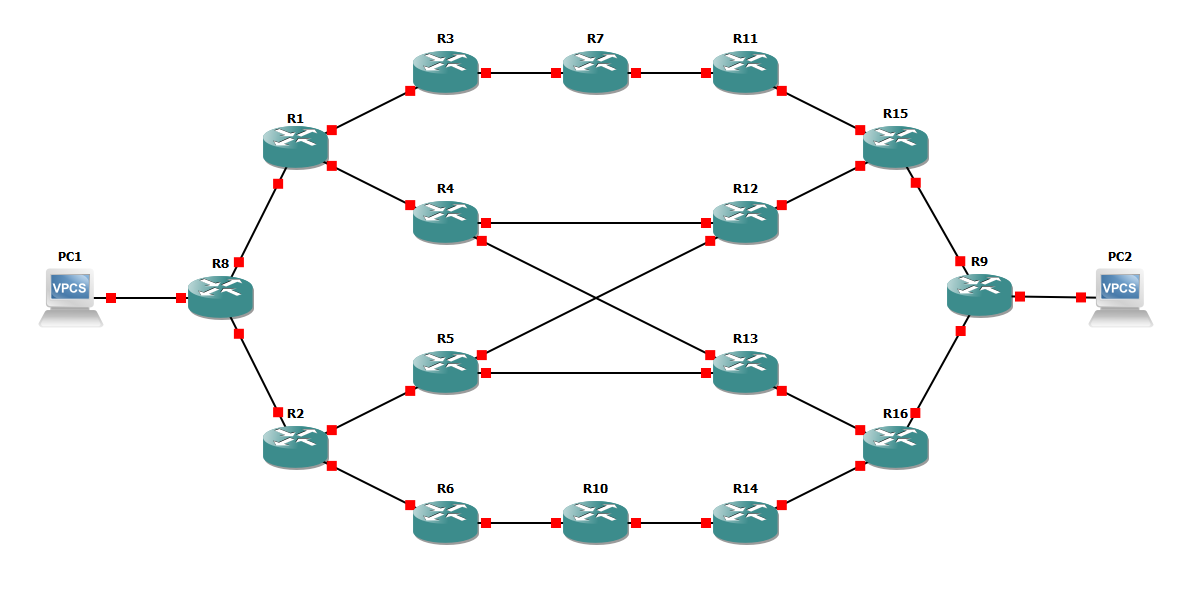 R3
R7
R11
R1
R15
R4
R12
PC1
VPCS
R8
R9
PC2
VPCS
R5
R13
R2
R16
R6
R10
R14